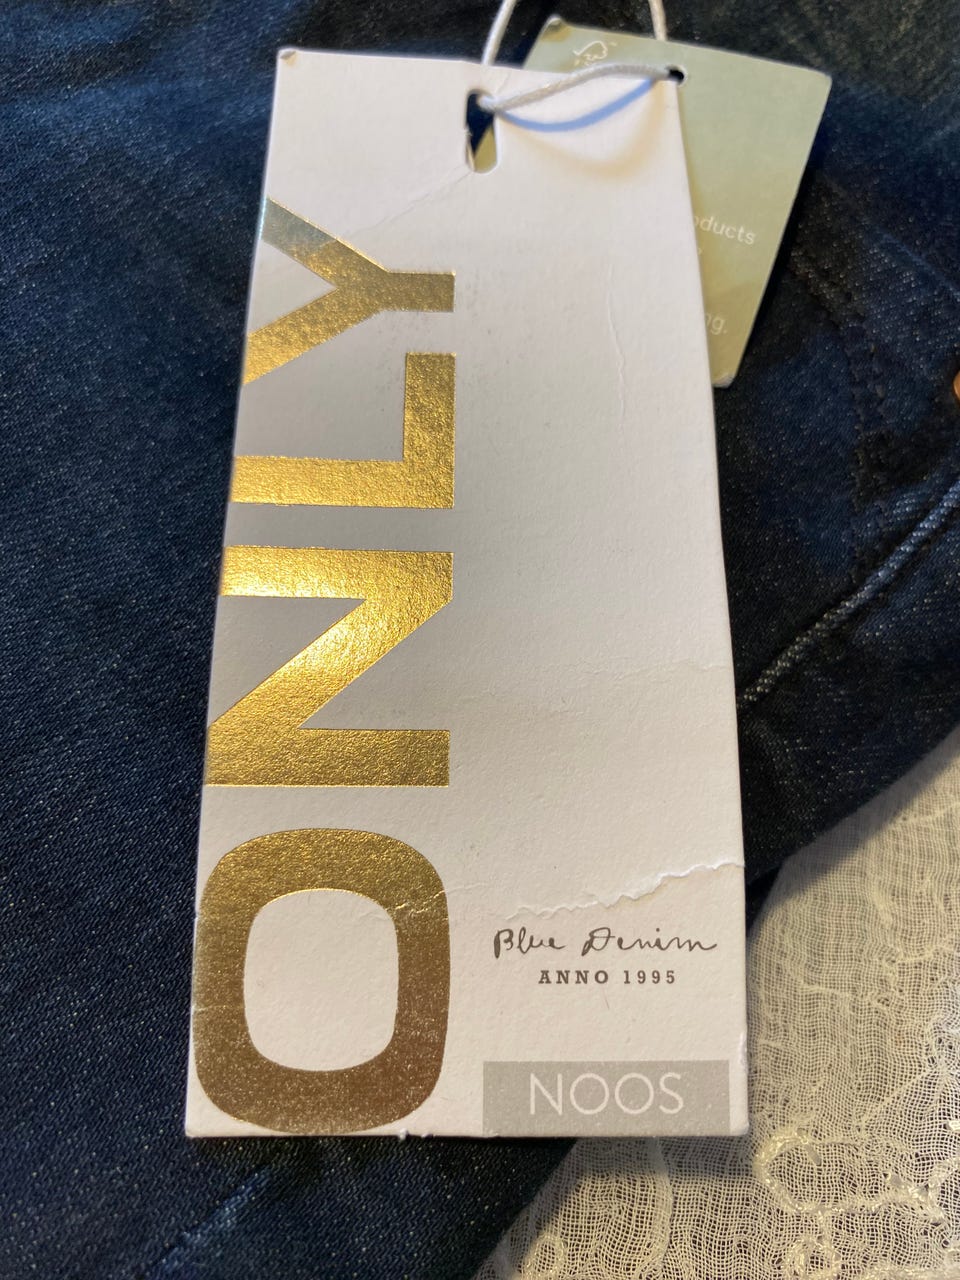 ONLY
Blue Denim
ANNO 1995
NOOS